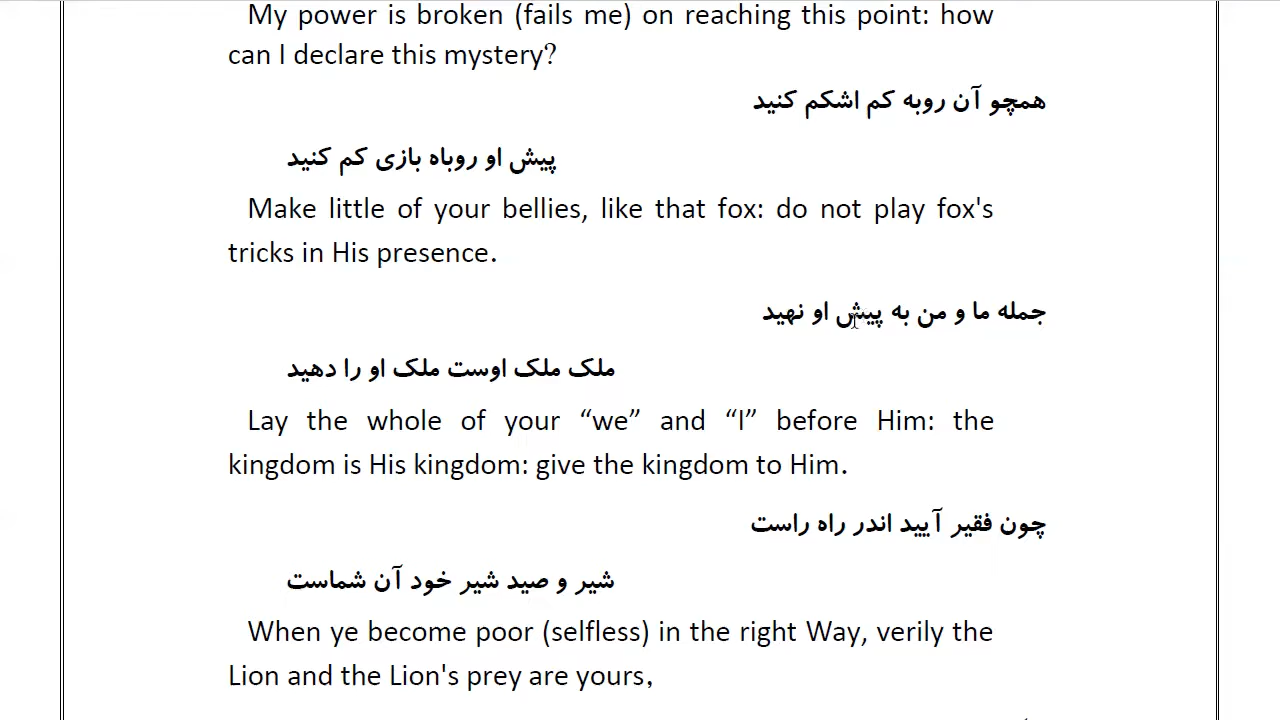 My power is broken (fails me) on reaching this point: how
can I declare this mystery?
همچو آن روبه کم اشکم کنید
پیش او روباه بازی کم کنید
Make little of your bellies, like that fox: do not play fox's
tricks in His presence.
جمله ما و من به پیش او نهید
ملک ملک اوست ملک او را دهید
Lay the whole of your “we” and “I” before Him: the
kingdom is His kingdom: give the kingdom to Him.
چون فقیر آیید اندر راه راست
شیر و صید شیر خود آن شماست
When ye become poor (selfless) in the right Way, verily the
Lion and the Lion's prey are yours,